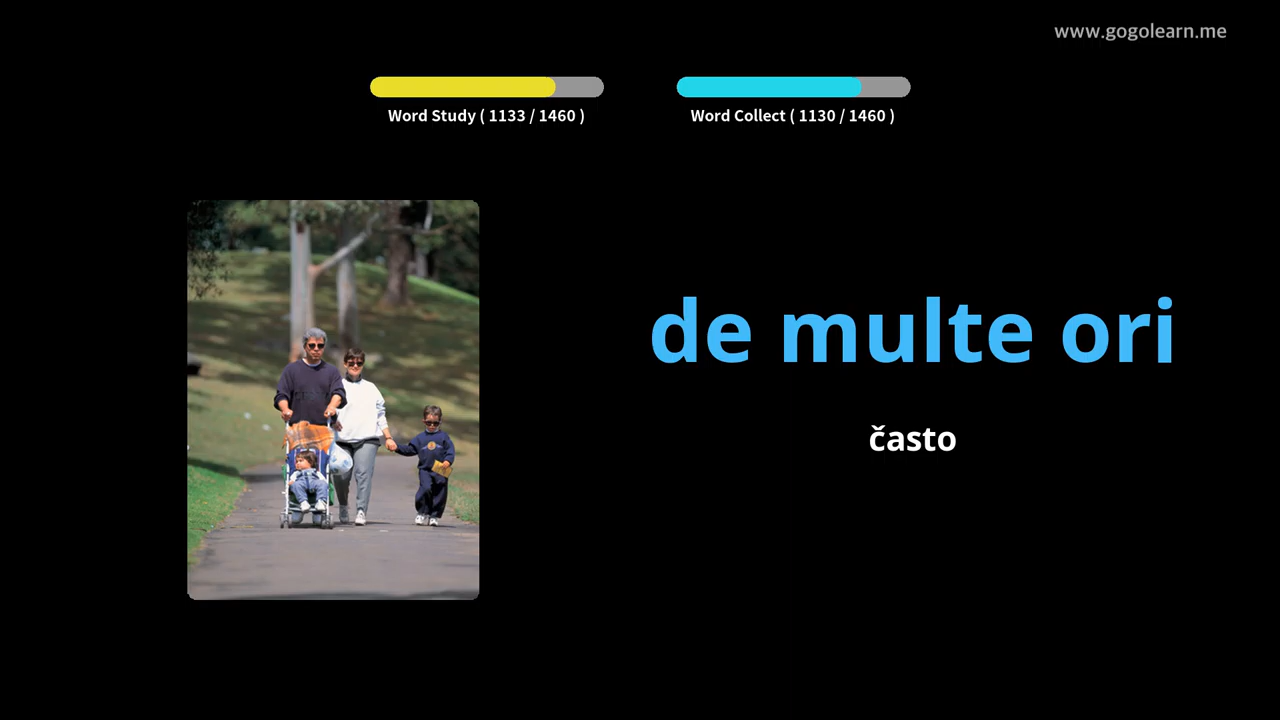 www.gogolearn.me
Word Study ( 1133 / 1460 )
Word Collect ( 1130 / 1460 )
de multe ori
často